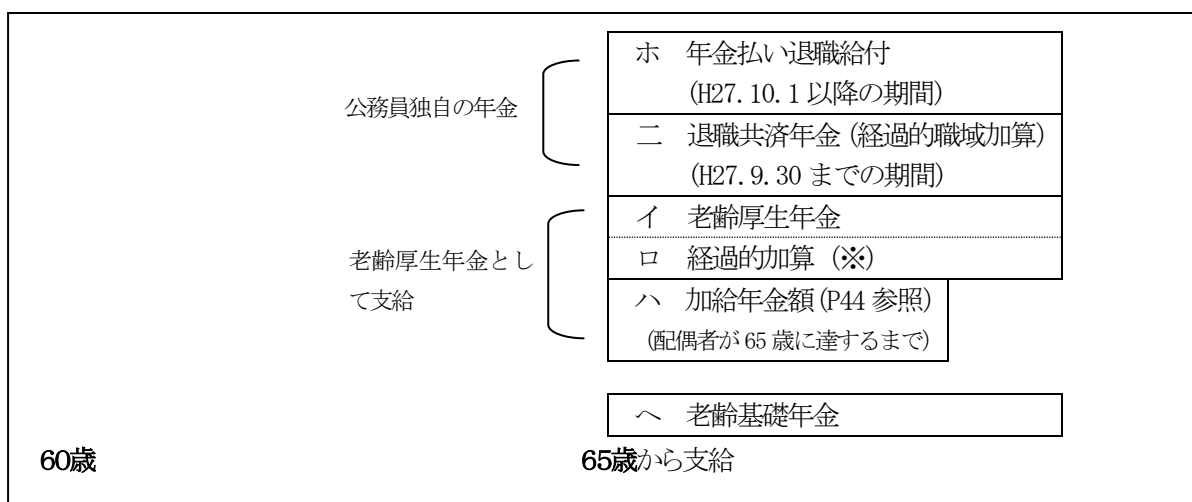 ホ 年金払い退職給付
(H27.10.1以降の期間)
公務員独自の年金
二 退職共済年金(経過的職域加算)
(H27.9.30までの期間)
イ 老齢厚生年金
ロ 経過的加算 (※)
老齢厚生年金とし
て支給
ハ 加給年金額(P44 参照)
(配偶者が65歳に達するまで)
ヘ 老齢基礎年金
60歳
65歳から支給